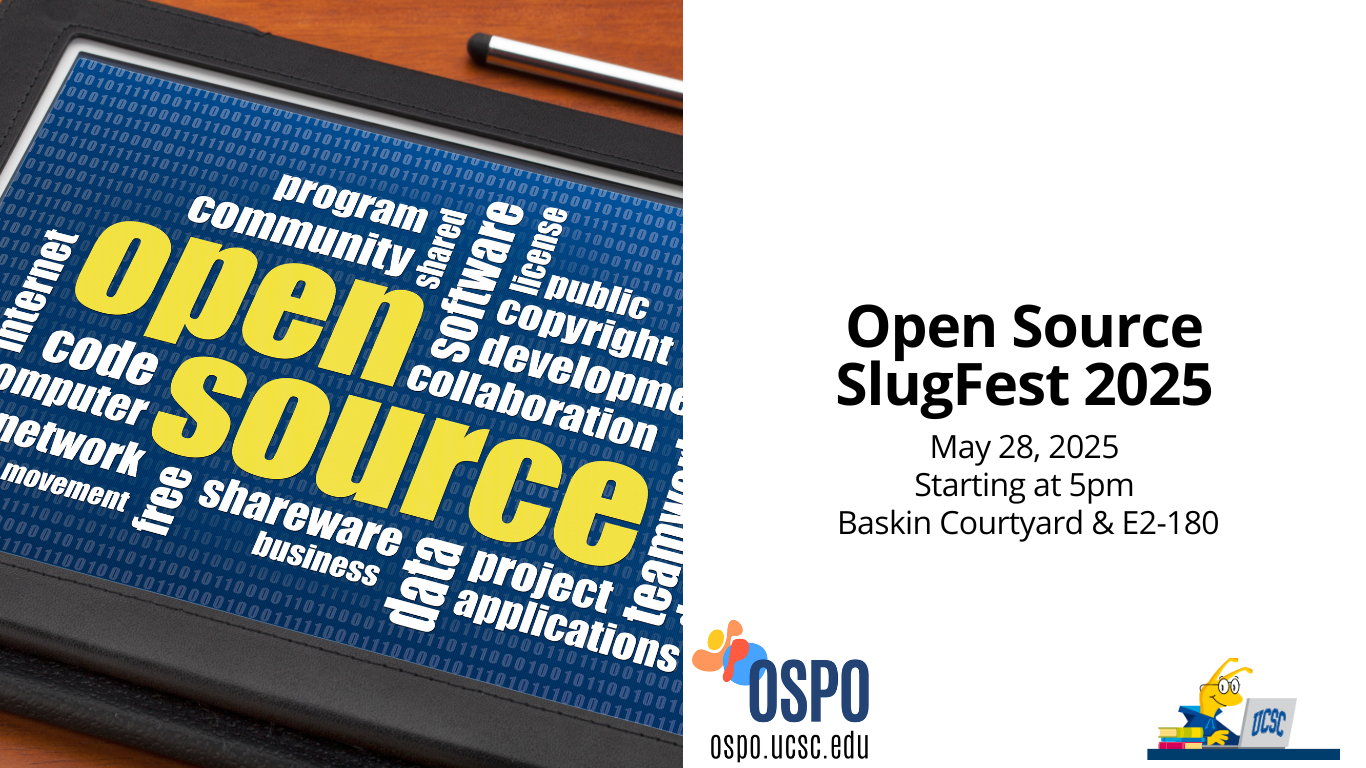 program
community
shared
software
license
public
open
internet
copyright
code
developme
collaboration
omputer
source
network
movement
free
shareware
business
data
project
teamwor
applications
Open Source
SlugFest 2025
May 28, 2025
Starting at 5pm
Baskin Courtyard & E2-180
OSPO
ospo.ucsc.edu
UCSC